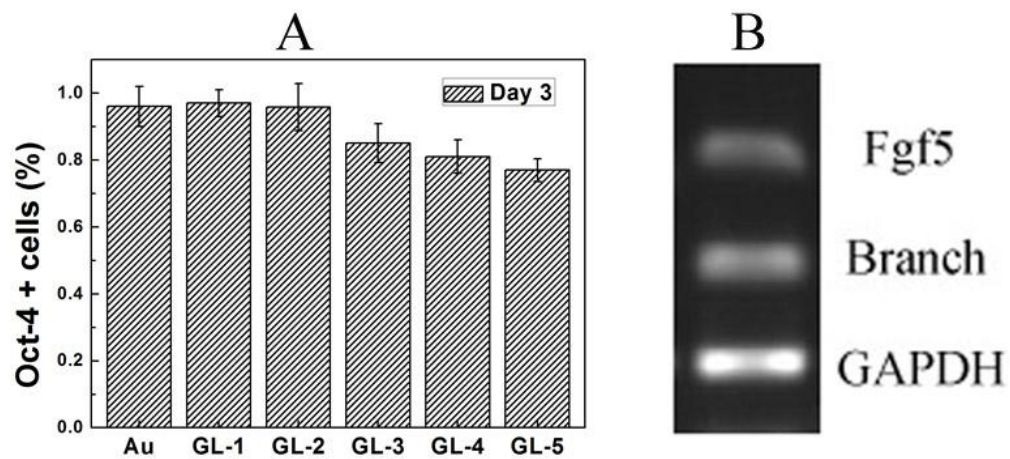 A
B
Oct-4 + cells (%)
1.0
0.8
0.6
0.4
0.2
0.0
Day 3
Au GL-1 GL-2 GL-3 GL-4 GL-5
Fgf5
Branch
GAPDH